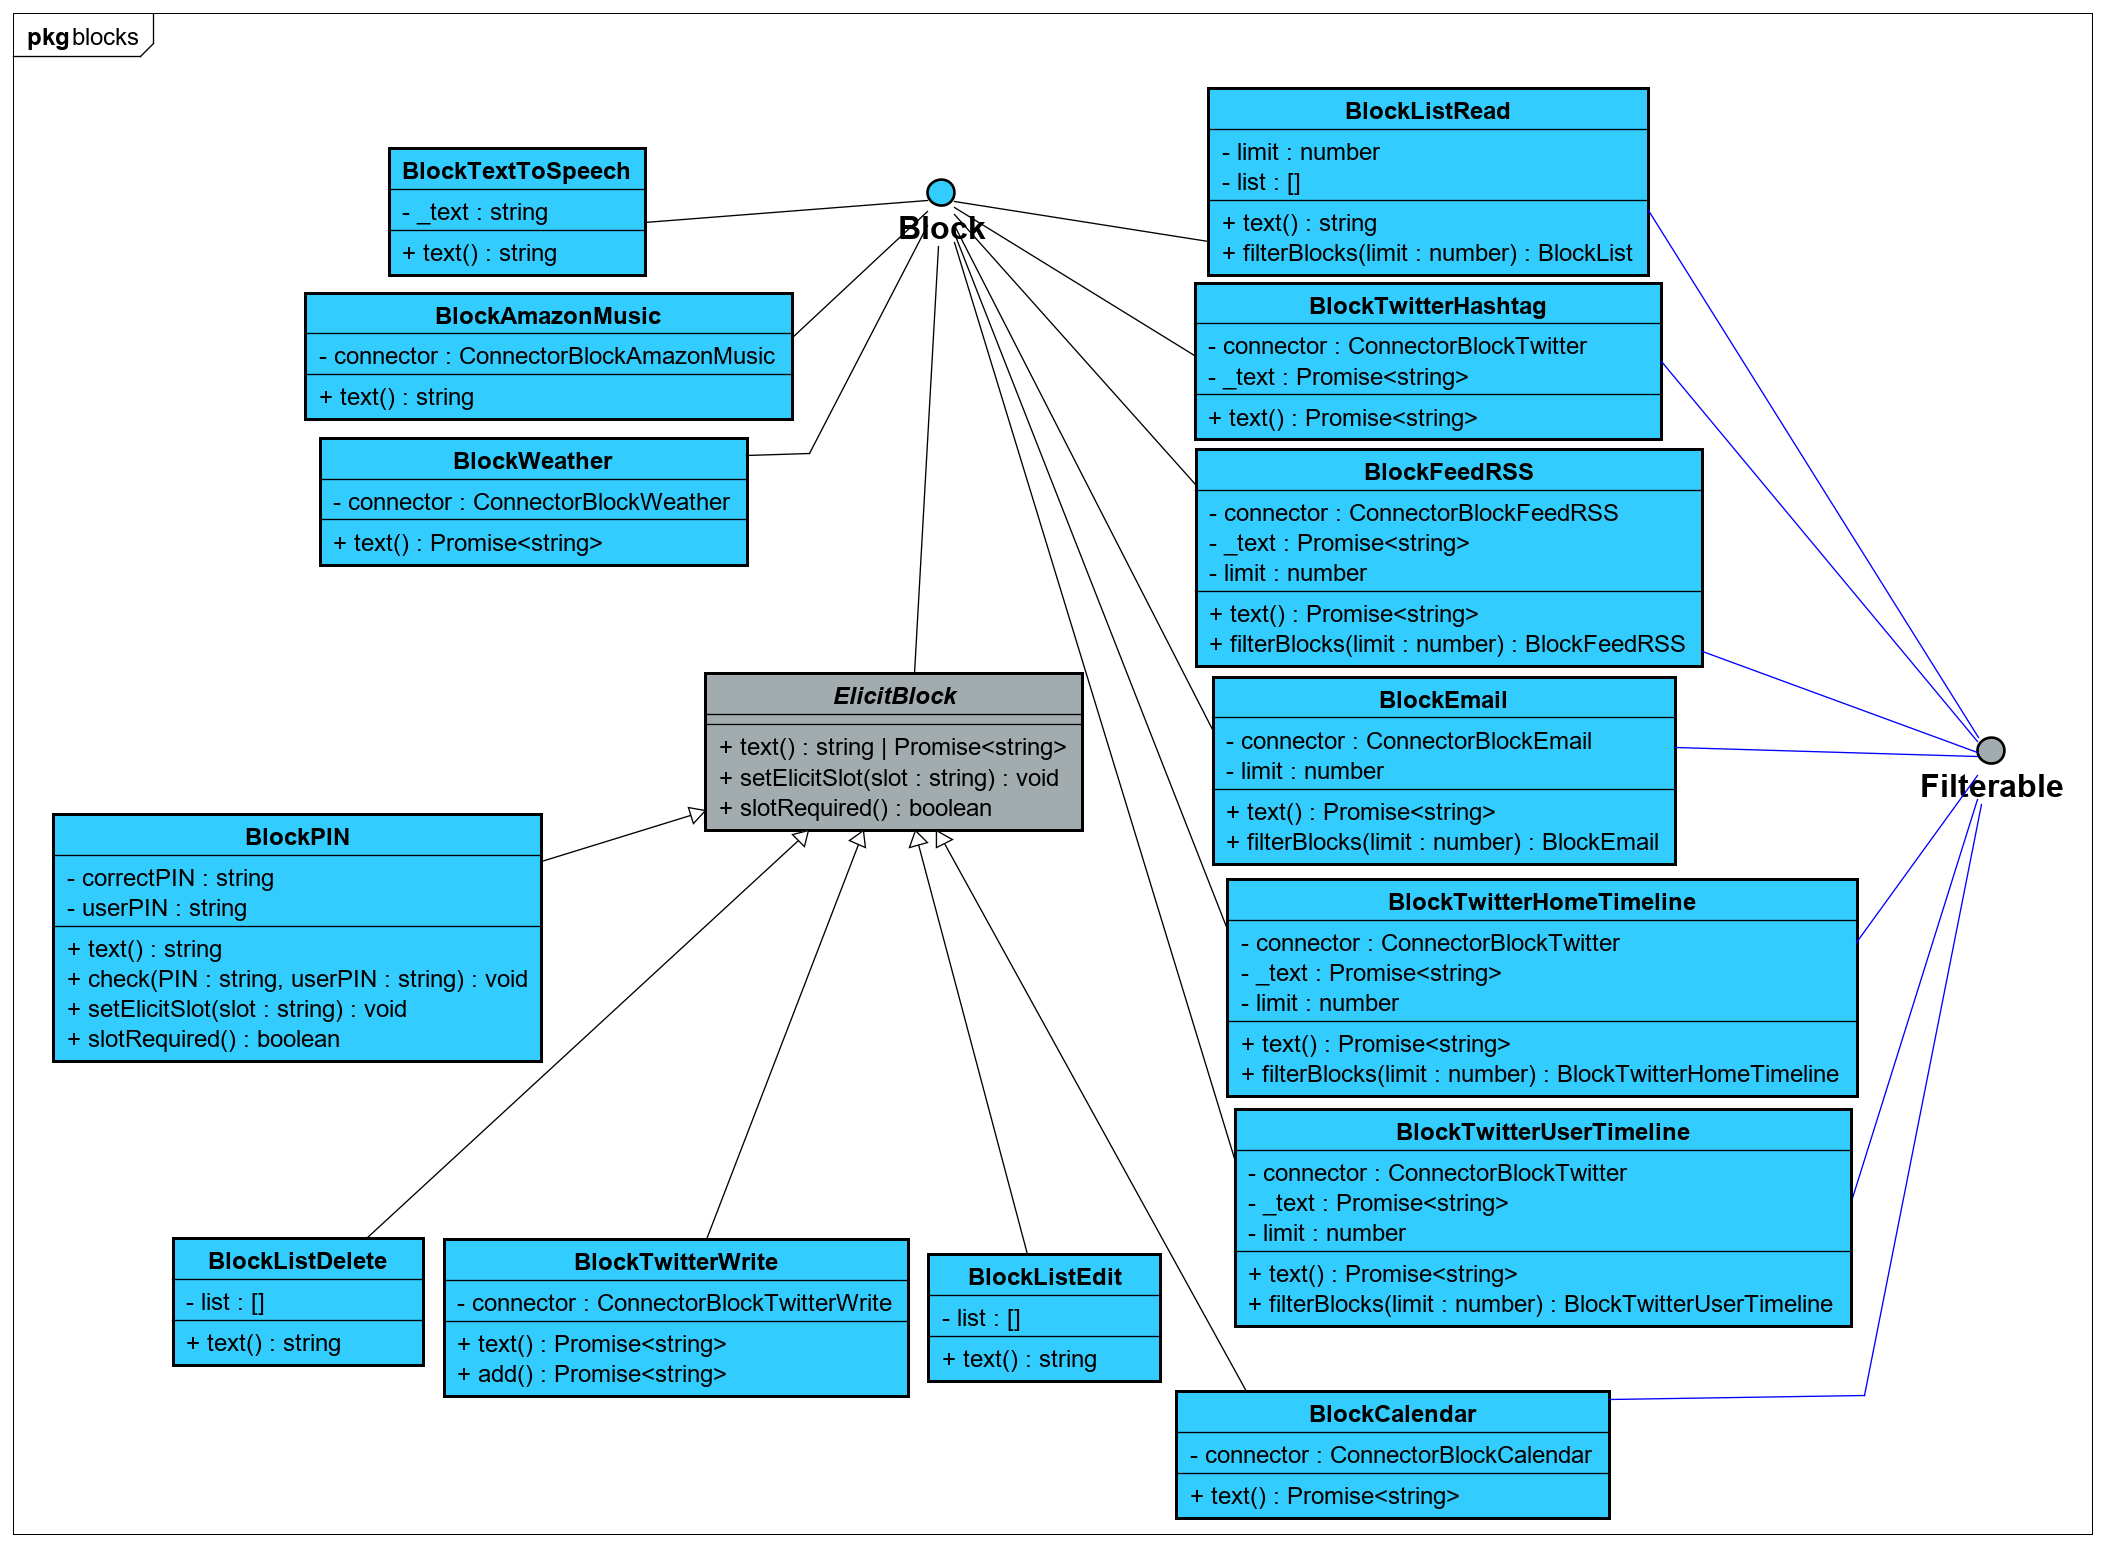 pkg blocks
BlockTextToSpeech
- _text : string
+ text() : string
BlockAmazonMusic
- connector : ConnectorBlockAmazonMusic
+ text() : string
BlockWeather
- connector : ConnectorBlockWeather
+ text() : Promise<string>
Block
BlockListRead
- limit : number
- list : []
+ text() : string
+ filterBlocks(limit : number) : BlockList
BlockTwitterHashtag
- connector : ConnectorBlockTwitter
- _text : Promise<string>
+ text() : Promise<string>
BlockFeedRSS
- connector : ConnectorBlockFeedRSS
- _text : Promise<string>
- limit : number
+ text() : Promise<string>
+ filterBlocks(limit : number) : BlockFeedRSS
ElicitBlock
+ text() : string | Promise<string>
+ setElicitSlot(slot : string) : void
+ slotRequired() : boolean
BlockEmail
- connector : ConnectorBlockEmail
- limit : number
+ text() : Promise<string>
+ filterBlocks(limit : number) : BlockEmail
Filterable
BlockPIN
- correctPIN : string
- userPIN : string
+ text() : string
+ check(PIN : string, userPIN : string) : void
+ setElicitSlot(slot : string) : void
+ slotRequired() : boolean
BlockTwitterHomeTimeline
- connector : ConnectorBlockTwitter
- _text : Promise<string>
- limit : number
+ text() : Promise<string>
+ filterBlocks(limit : number) : BlockTwitterHomeTimeline
BlockTwitterUserTimeline
- connector : ConnectorBlockTwitter
- _text : Promise<string>
- limit : number
+ text() : Promise<string>
+ filterBlocks(limit : number) : BlockTwitterUserTimeline
BlockListDelete
- list : []
+ text() : string
BlockTwitterWrite
- connector : ConnectorBlockTwitterWrite
+ text() : Promise<string>
+ add() : Promise<string>
BlockListEdit
- list : []
+ text() : string
BlockCalendar
- connector : ConnectorBlockCalendar
+ text() : Promise<string>